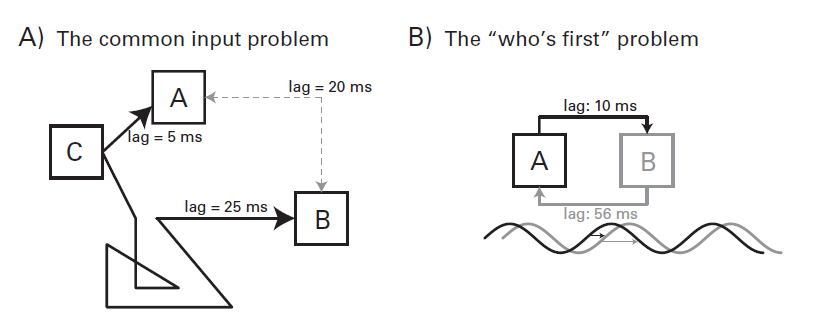 A) The common input problem
A
lag = 20 ms
lag = 5 ms
C
lag = 25 ms
B
B) The “who’s first” problem
lag: 10 ms
A
B
lag: 56 ms